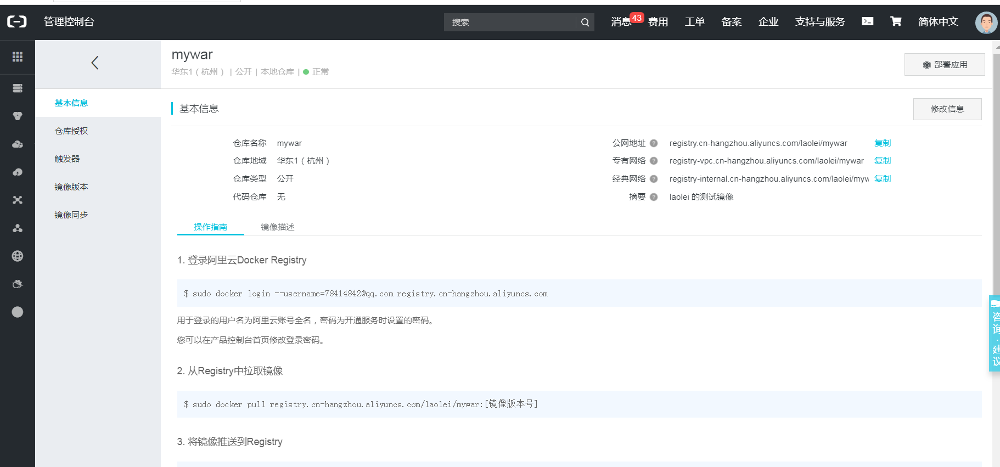 管理控制台
搜索
消息 43 费用 工单 备案 企业 支持与服务 简体中文
mywar
华东1（杭州） | 公开 | 本地仓库 | 正常
部署应用
基本信息
仓库授权
触发器
镜像版本
镜像同步
基本信息
修改信息
仓库名称 mywar
仓库地域 华东1（杭州）
仓库类型 公开
代码仓库 无
公网地址 registry.cn-hangzhou.aliyuncs.com/laolei/mywar 复制
专有网络 registry-vpc.cn-hangzhou.aliyuncs.com/laolei/mywar 复制
经典网络 registry-internal.cn-hangzhou.aliyuncs.com/laolei/myw 复制
摘要 laolei 的测试镜像
操作指南 镜像描述
1. 登录阿里云Docker Registry
$ sudo docker login --username=78414842@qq.com registry.cn-hangzhou.aliyuncs.com
用于登录的用户名为阿里云账号全名，密码为开通服务时设置的密码。
您可以在产品控制台首页修改登录密码。
2. 从Registry中拉取镜像
$ sudo docker pull registry.cn-hangzhou.aliyuncs.com/laolei/mywar:[镜像版本号]
3. 将镜像推送到Registry
咨询·建议